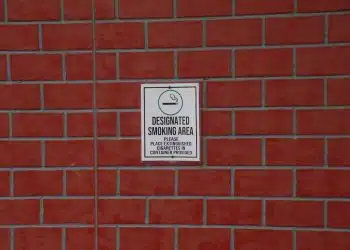 DESIGNATED
SMOKING AREA
PLEASE
PLACE EXTINGUISHED
CIGARETTES IN
CONTAINER PROVIDED